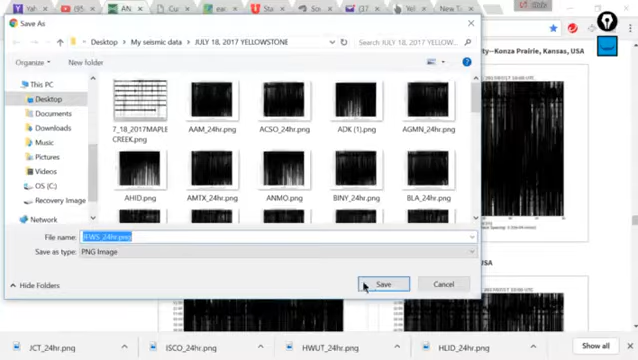 Save As
Desktop > My seismic data > JULY 18, 2017 YELLOWSTONE
Search JULY 18, 2017 YELLOW...
Organize
New folder
This PC
Desktop
Documents
Downloads
Music
Pictures
Videos
OS (C:)
Recovery Image
Network
7_18_2017MAPLE CREEK.png
AAM_24hr.png
ACSO_24hr.png
ADK (1).png
AGMN_24hr.png
AHID.png
AMTX_24hr.png
ANMO.png
BINY_24hr.png
BLA_24hr.png
File name:
Save as type: PNG Image
Hide Folders
Save
Cancel
Konza Prairie, Kansas, USA
JCT_24hr.png
ISCO_24hr.png
HWUT_24hr.png
HLID_24hr.png
Show all